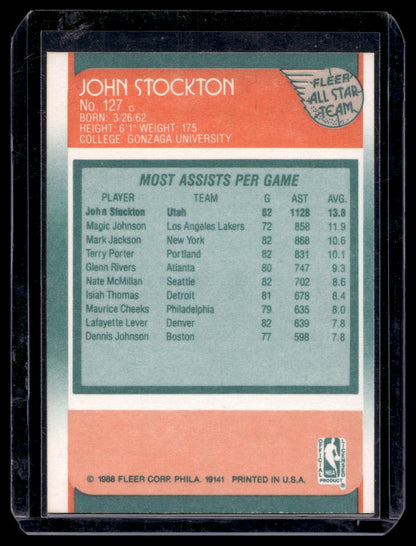 JOHN STOCKTON
No. 127
BORN: 3/26/62
HEIGHT: 6'1" WEIGHT: 175
COLLEGE: GONZAGA UNIVERSITY
FLEER
ALL STAR
TEAM
MOST ASSISTS PER GAME
PLAYER TEAM G AST AVG.
John Stockton Utah 82 1128 13.8
Magic Johnson Los Angeles Lakers 72 858 11.9
Mark Jackson New York 82 868 10.6
Terry Porter Portland 82 831 10.1
Glenn Rivers Atlanta 80 747 9.3
Nate McMillan Seattle 82 702 8.6
Isiah Thomas Detroit 81 678 8.4
Maurice Cheeks Philadelphia 79 635 8.0
Lafayette Lever Denver 82 639 7.8
Dennis Johnson Boston 77 598 7.8
OFFICIAL NBA LICENSED
PRODUCT
© 1988 FLEER CORP. PHILA. 19141 PRINTED IN U.S.A.